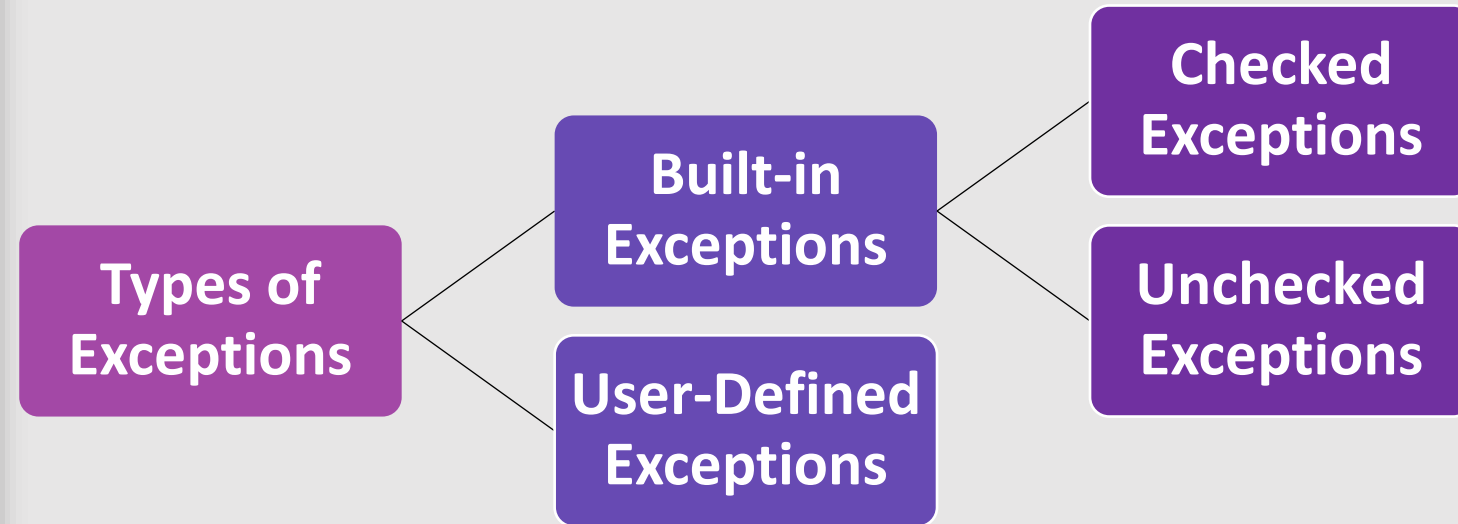 Types of
Exceptions
Built-in
Exceptions
User-Defined
Exceptions
Checked
Exceptions
Unchecked
Exceptions